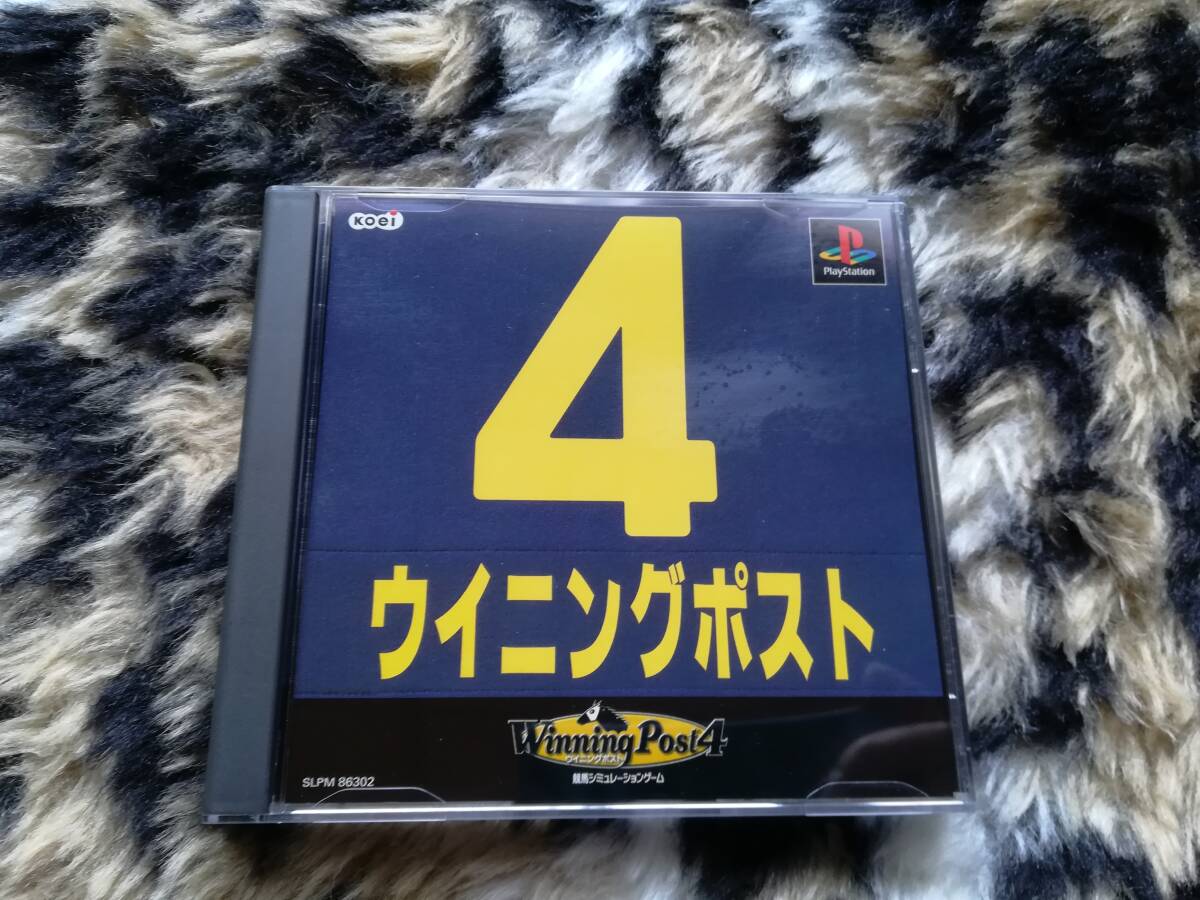 KOEI
4
PlayStation
ウイニングポスト
Winning Post 4
ウイニングポスト
競馬シミュレーションゲーム
SLPM 86302